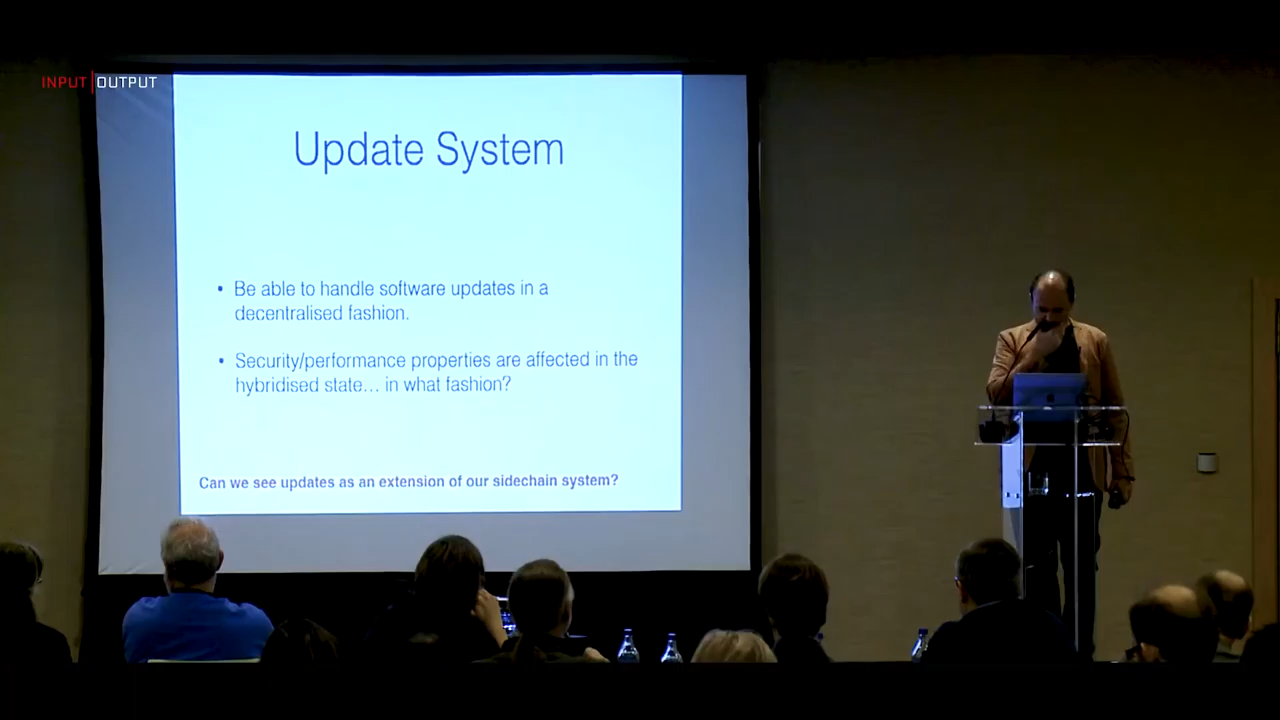 INPUT|OUTPUT
Update System
• Be able to handle software updates in a
decentralised fashion.
• Security/performance properties are affected in the
hybridised state... in what fashion?
Can we see updates as an extension of our sidechain system?